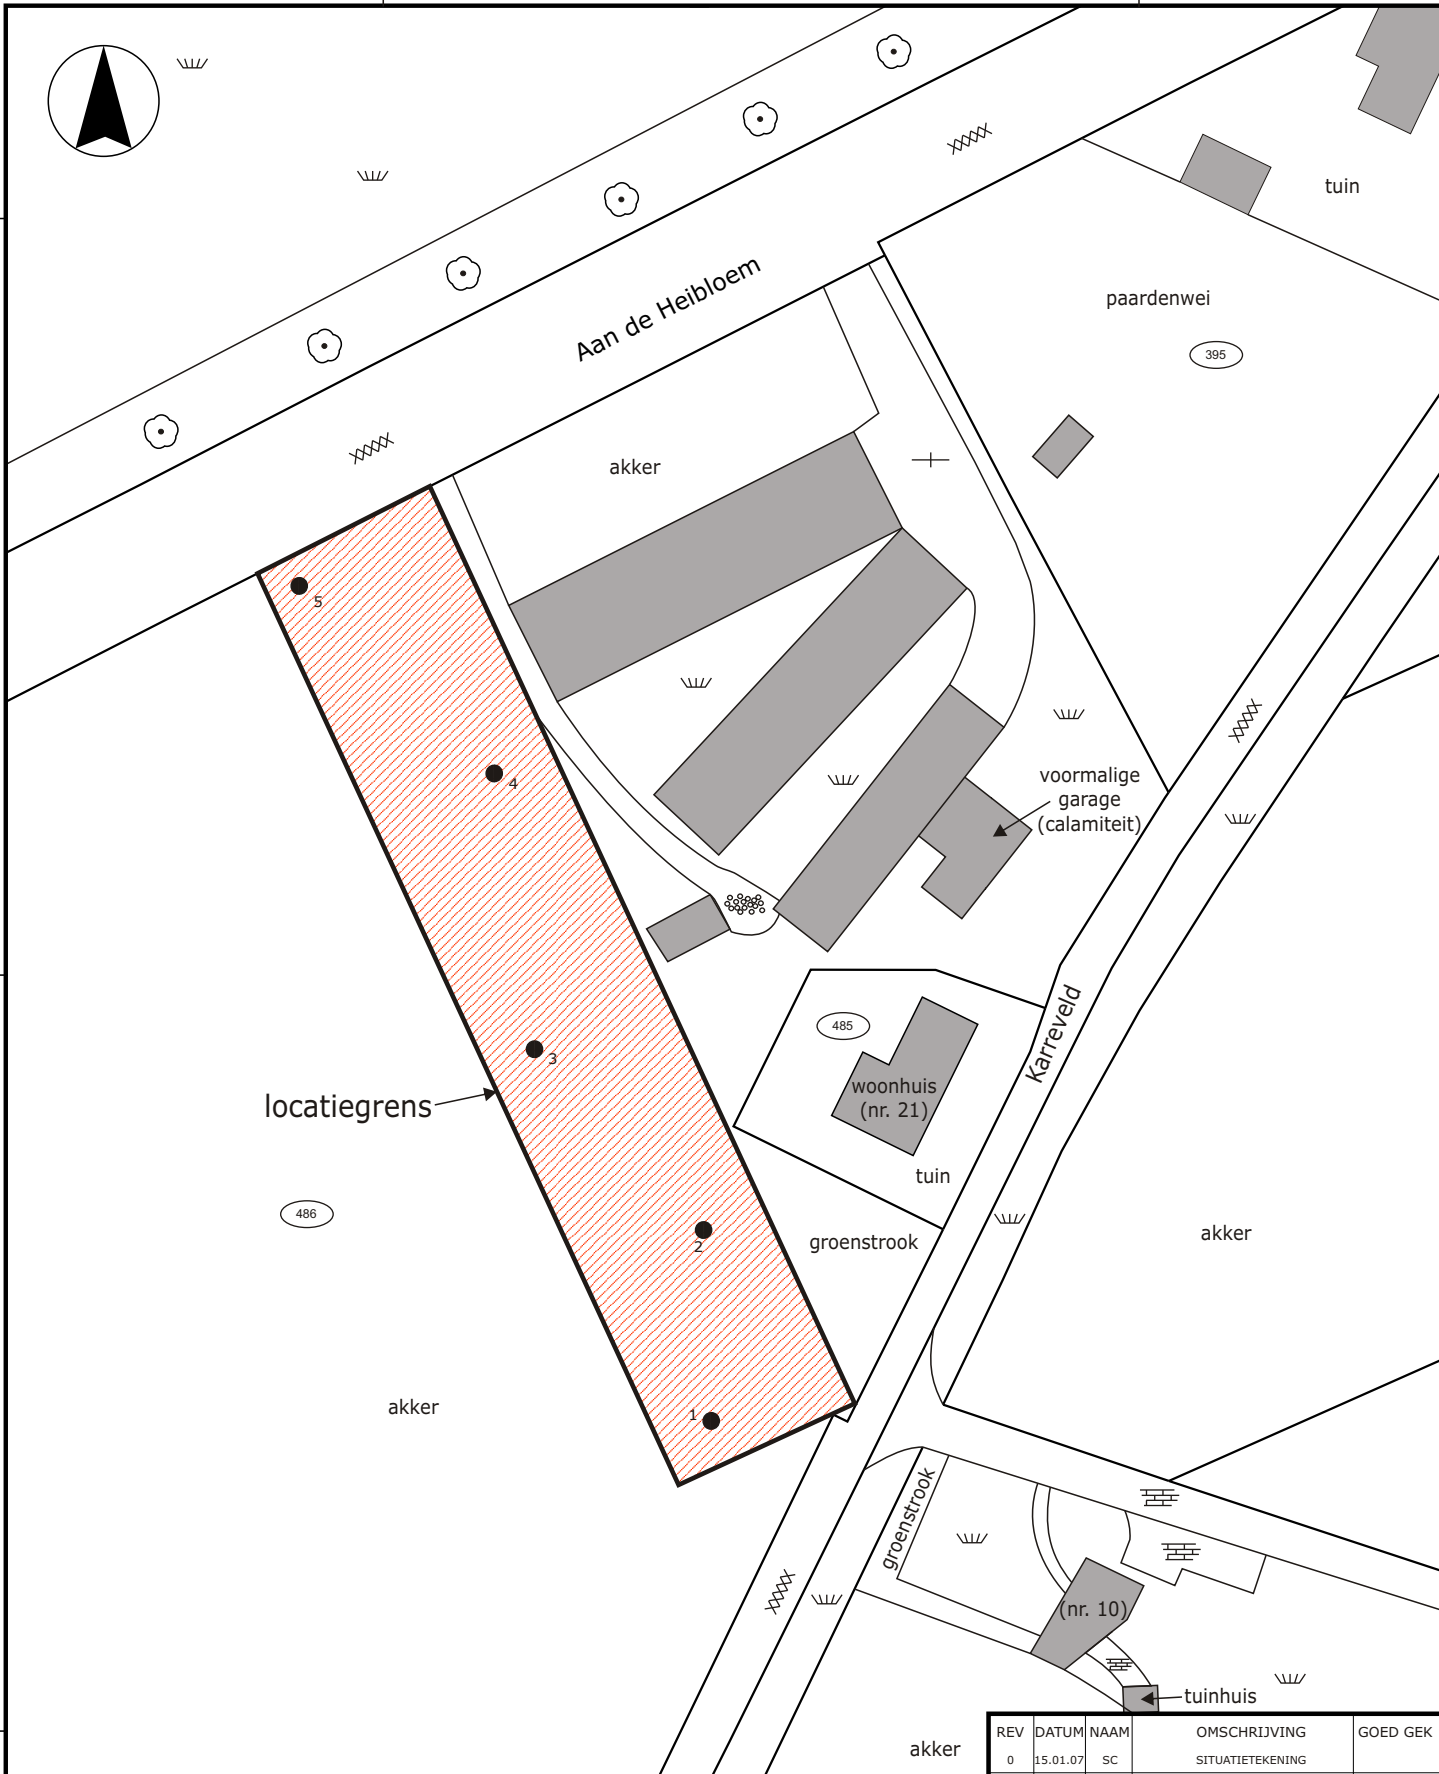 tuin
paardenwei
395
Aan de Heibloem
akker
5
4
voormalige
garage
(calamiteit)
485
Karreveld
3
woonhuis
(nr. 21)
locatiegrens
tuin
486
2
groenstrook
akker
akker
1
groenstrook
(nr. 10)
tuinhuis
akker
REV DATUM NAAM OMSCHRIJVING GOED GEK
0 15.01.07 SC SITUATIETEKENING